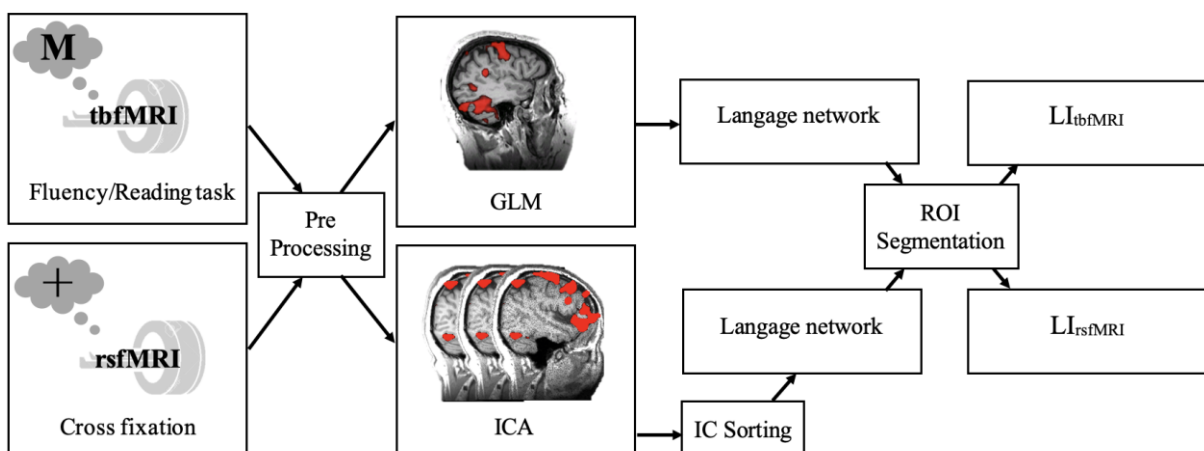 M
tbfMRI
Fluency/Reading task
+
rsfMRI
Cross fixation
Pre
Processing
GLM
ICA
Langage network
IC Sorting
Langage network
ROI
Segmentation
LItbfMRI
LIrsfMRI